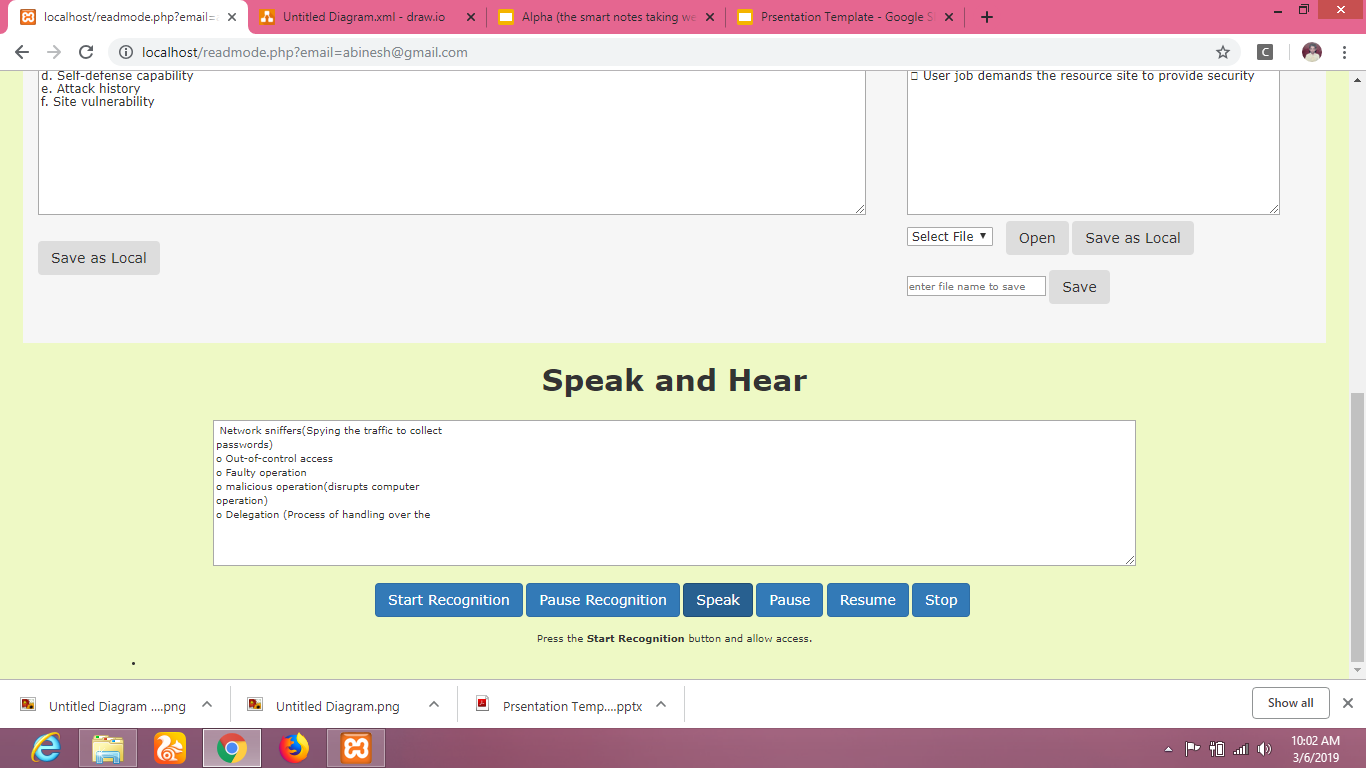 localhost/readmode.php?email=
Untitled Diagram.xml - draw.io
Alpha (the smart notes taking we
Prsentation Template - Google S
localhost/readmode.php?email=abinesh@gmail.com
C
d. Self-defense capability
e. Attack history
f. Site vulnerability
User job demands the resource site to provide security
Select File
Open
Save as Local
Save as Local
enter file name to save
Save
Speak and Hear
Network sniffers(Spying the traffic to collect
passwords)
o Out-of-control access
o Faulty operation
o malicious operation(disrupts computer
operation)
o Delegation (Process of handling over the
Start Recognition
Pause Recognition
Speak
Pause
Resume
Stop
Press the Start Recognition button and allow access.
Untitled Diagram ....png
Untitled Diagram.png
Prsentation Temp....pptx
Show all
10:02 AM
3/6/2019